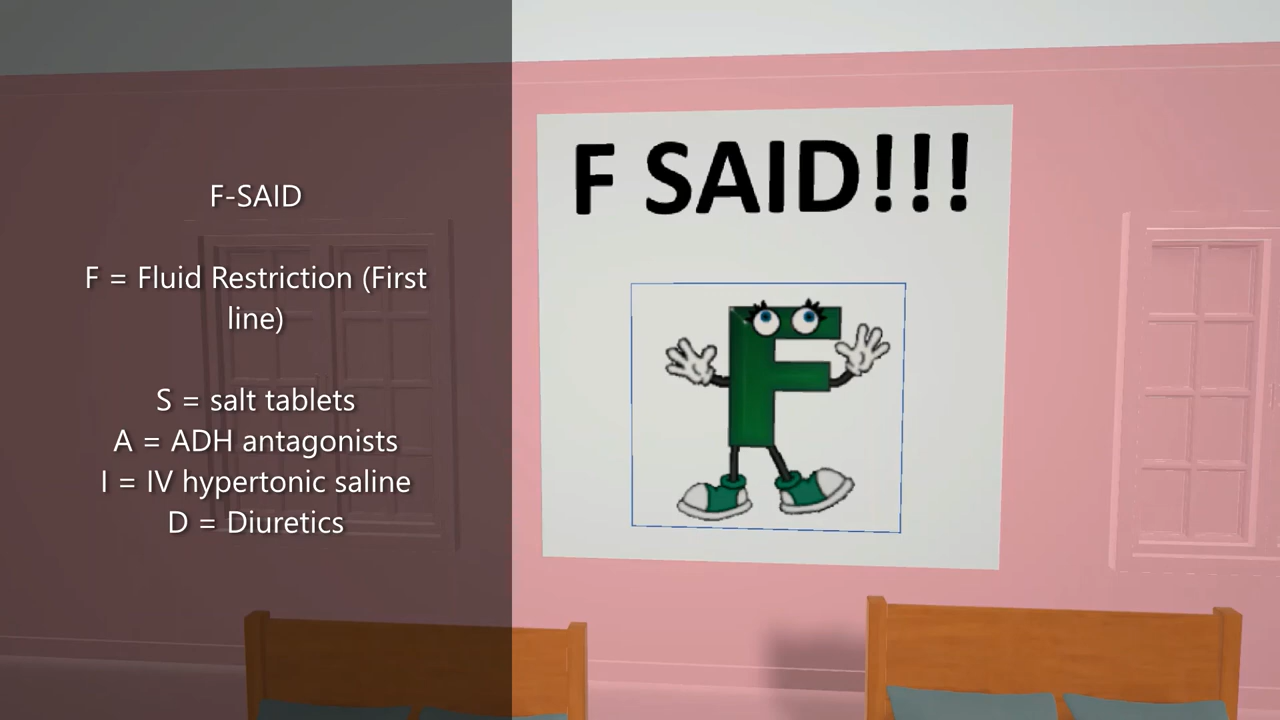 F-SAID
F = Fluid Restriction (First
line)
S = salt tablets
A = ADH antagonists
I = IV hypertonic saline
D = Diuretics
F SAID!!!